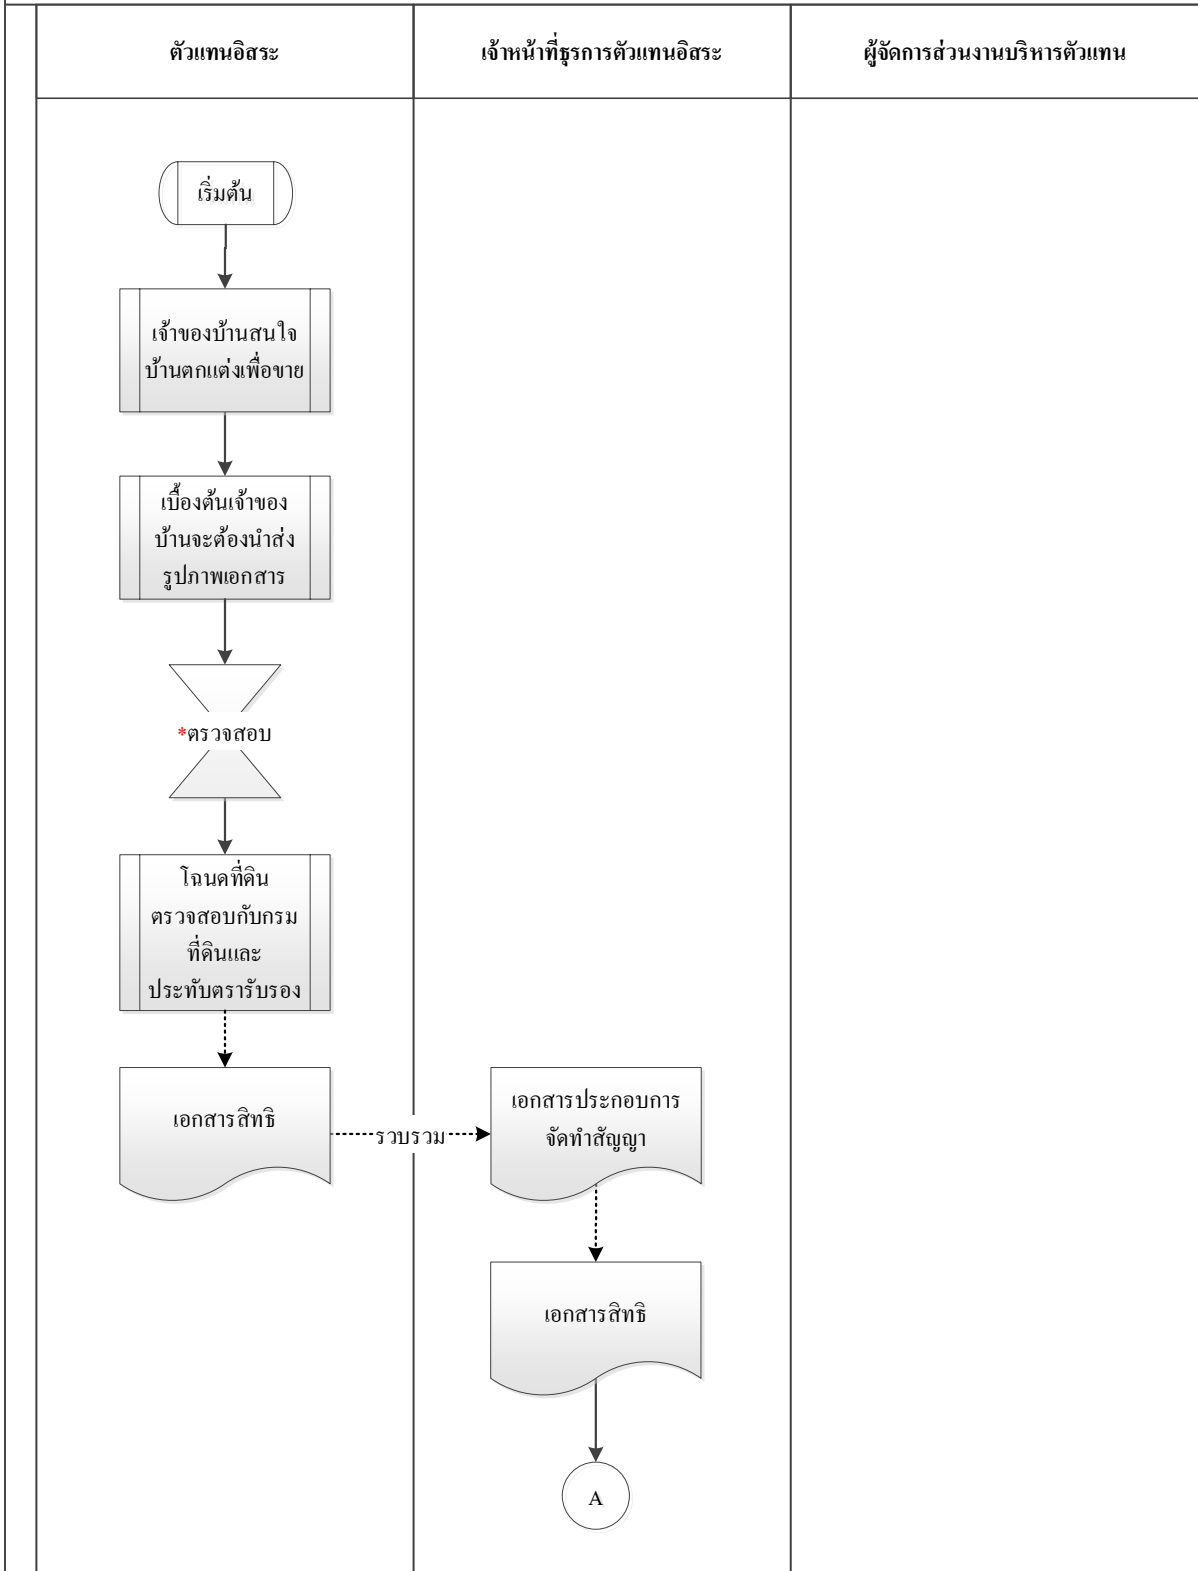 ตัวแทนอิสระ
เจ้าหน้าที่ธุรการตัวแทนอิสระ
ผู้จัดการส่วนงานบริหารตัวแทน
เริ่มต้น
เจ้าของบ้านสนใจ
บ้านตกแต่งเพื่อขาย
เบื้องต้นเจ้าของ
บ้านจะต้องนำส่ง
รูปภาพเอกสาร
*ตรวจสอบ
โฉนดที่ดิน
ตรวจสอบกับกรม
ที่ดินและ
ประทับตรารับรอง
เอกสารสิทธิ
รวบรวม
เอกสารประกอบการ
จัดทำสัญญา
เอกสารสิทธิ
A